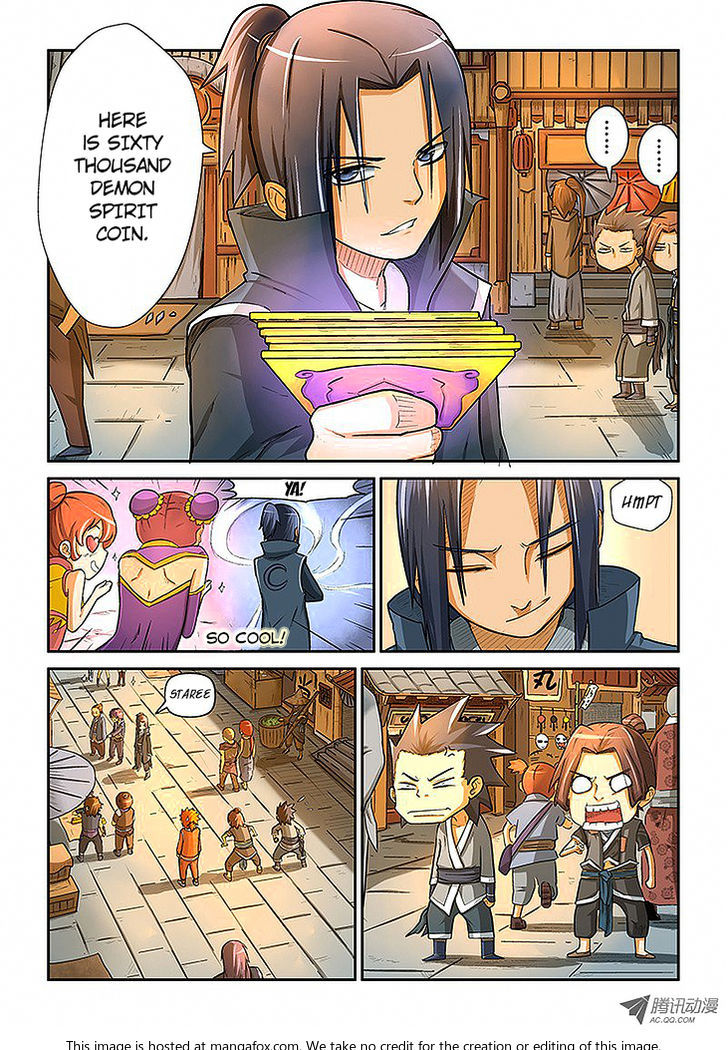 HERE
IS SIXTY
THOUSAND
DEMON
SPIRIT
COIN.
……
……
YA!
SO COOL!
HMPT
STAREE
丸
腾讯动漫
AC.QQ.COM
This image is hosted at mangafox.com. We take no credit for the creation or editing of this image.